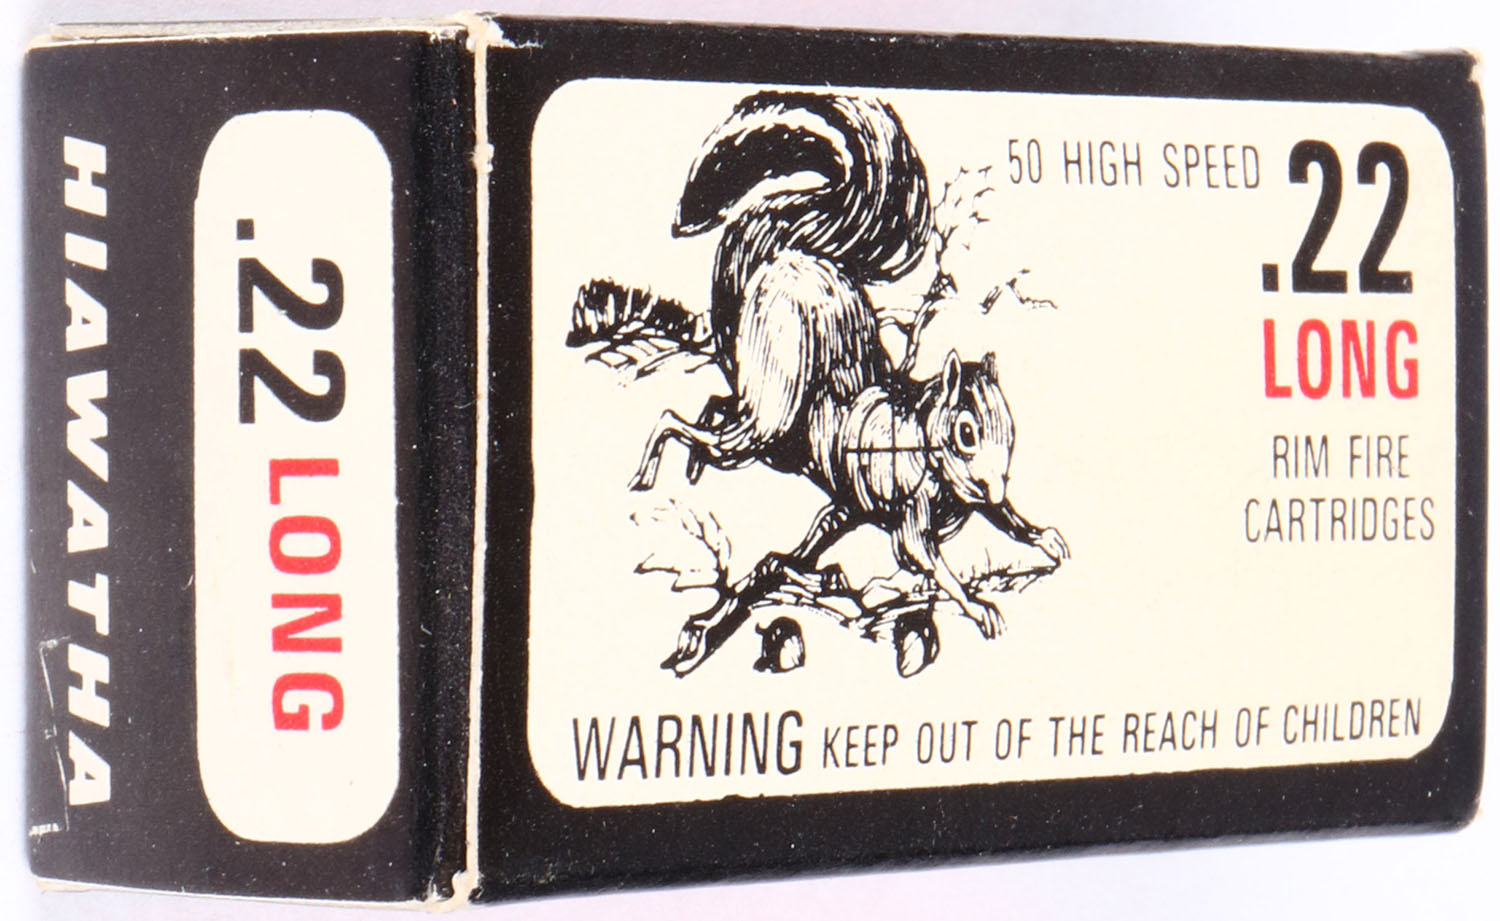 HIAWATHA
.22 LONG
50 HIGH SPEED .22
LONG
RIM FIRE
CARTRIDGES
WARNING KEEP OUT OF THE REACH OF CHILDREN